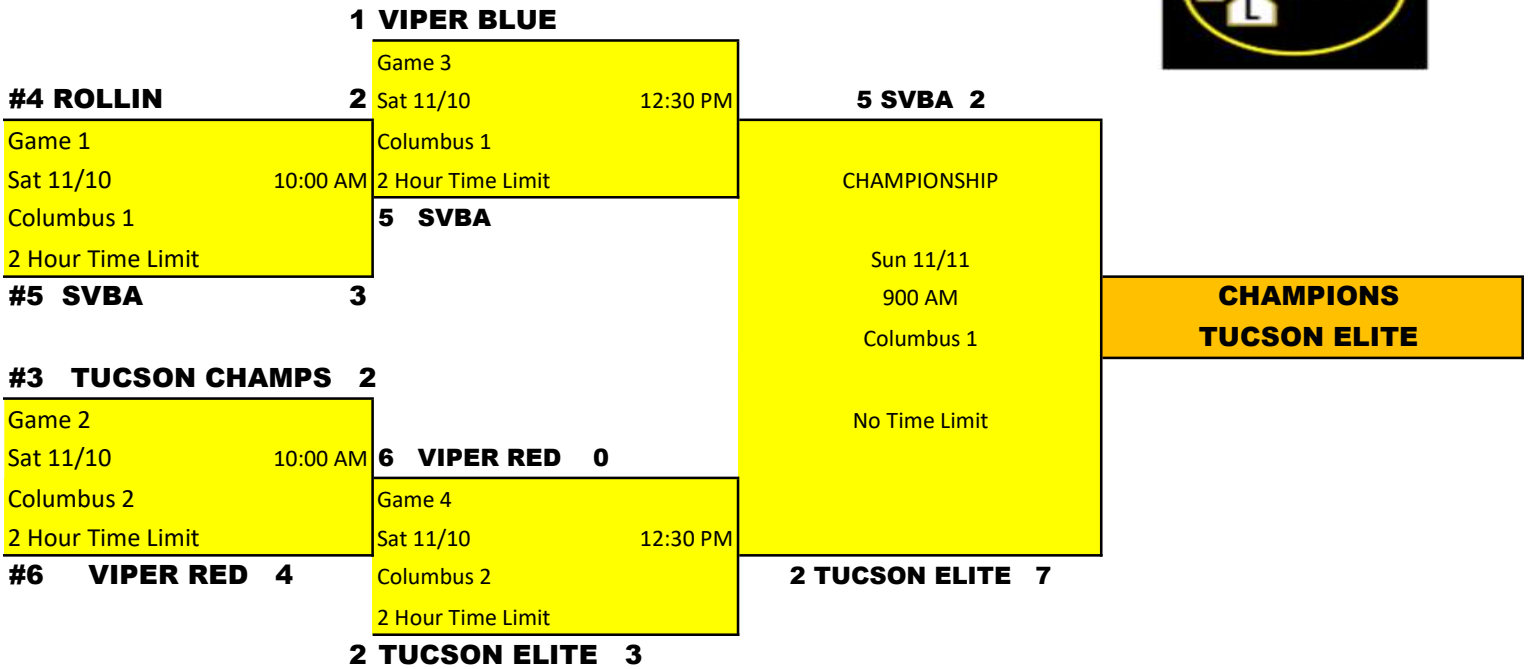 1 VIPER BLUE
L
Game 3
#4 ROLLIN 2 Sat 11/10 12:30 PM 5 SVBA 2
Game 1 Columbus 1
Sat 11/10 10:00 AM 2 Hour Time Limit CHAMPIONSHIP
Columbus 1 5 SVBA
2 Hour Time Limit Sun 11/11
#5 SVBA 3 900 AM CHAMPIONS
Columbus 1 TUCSON ELITE
#3 TUCSON CHAMPS 2
Game 2 No Time Limit
Sat 11/10 10:00 AM 6 VIPER RED 0
Columbus 2 Game 4
2 Hour Time Limit Sat 11/10 12:30 PM
#6 VIPER RED 4 Columbus 2 2 TUCSON ELITE 7
2 Hour Time Limit
2 TUCSON ELITE 3